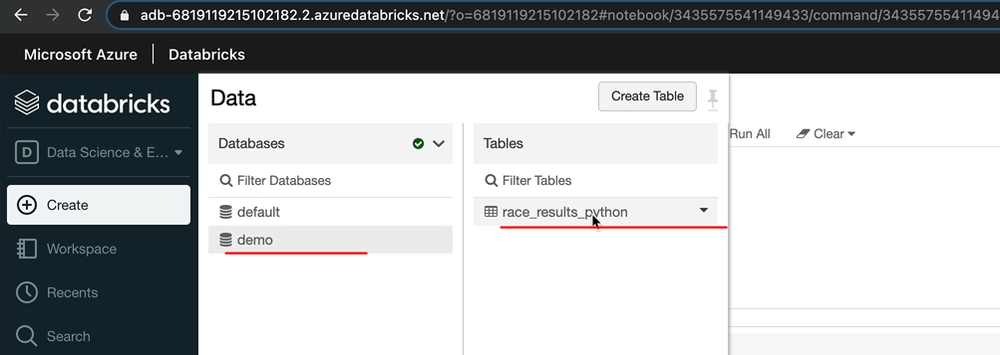 adb-6819119215102182.2.azuredatabricks.net/?o=6819119215102182#notebook/3435575541149433/command/34355755411494
Microsoft Azure Databricks
databricks
D Data Science & E...
Create
Workspace
Recents
Search
Data
Create Table
Databases
Filter Databases
default
demo
Tables
Filter Tables
race_results_python
Run All
Clear